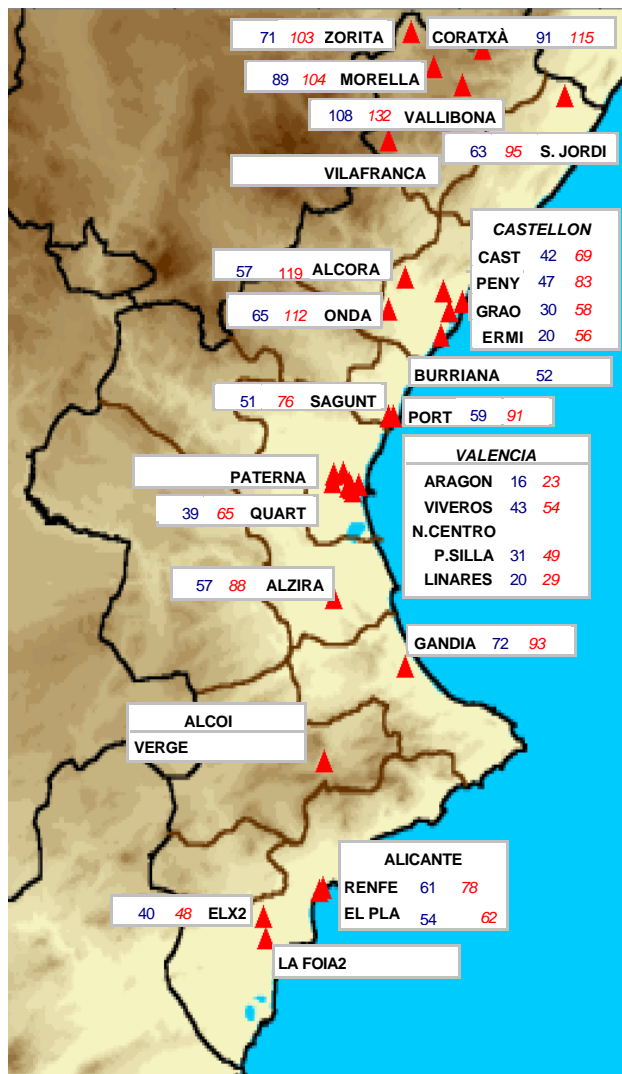 71 103 ZORITA
CORATXÀ 91 115
89 104 MORELLA
108 132 VALLIBONA
63 95 S. JORDI
VILAFRANCA
CASTELLON
CAST 42 69
PENY 47 83
GRAO 30 58
ERMI 20 56
57 119 ALCORA
65 112 ONDA
BURRIANA 52
51 76 SAGUNT
PORT 59 91
VALENCIA
ARAGON 16 23
VIVEROS 43 54
N.CENTRO
P.SILLA 31 49
LINARES 20 29
PATERNA
39 65 QUART
57 88 ALZIRA
GANDIA 72 93
ALCOI
VERGE
ALICANTE
RENFE 61 78
EL PLA 54 62
40 48 ELX2
LA FOIA2